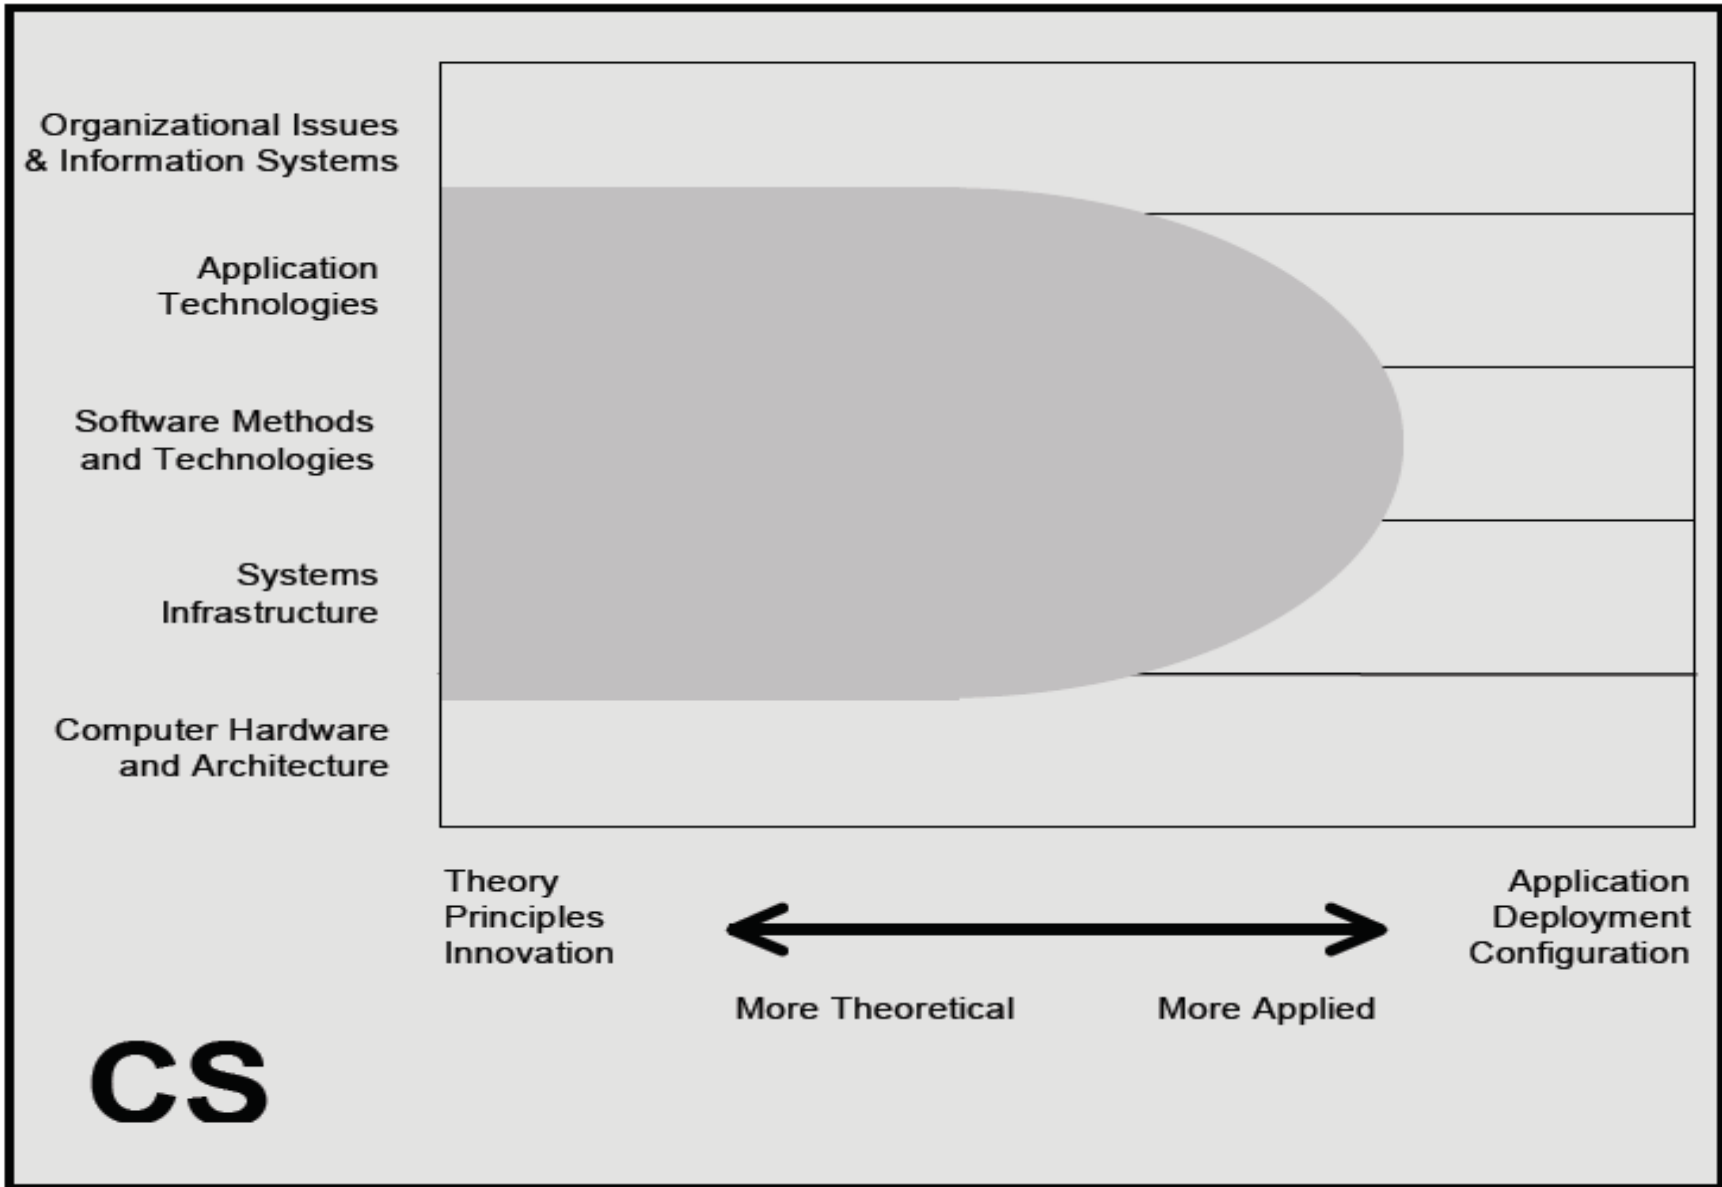 Organizational Issues
& Information Systems
Application
Technologies
Software Methods
and Technologies
Systems
Infrastructure
Computer Hardware
and Architecture
Theory
Principles
Innovation
Application
Deployment
Configuration
More Theoretical
More Applied
CS